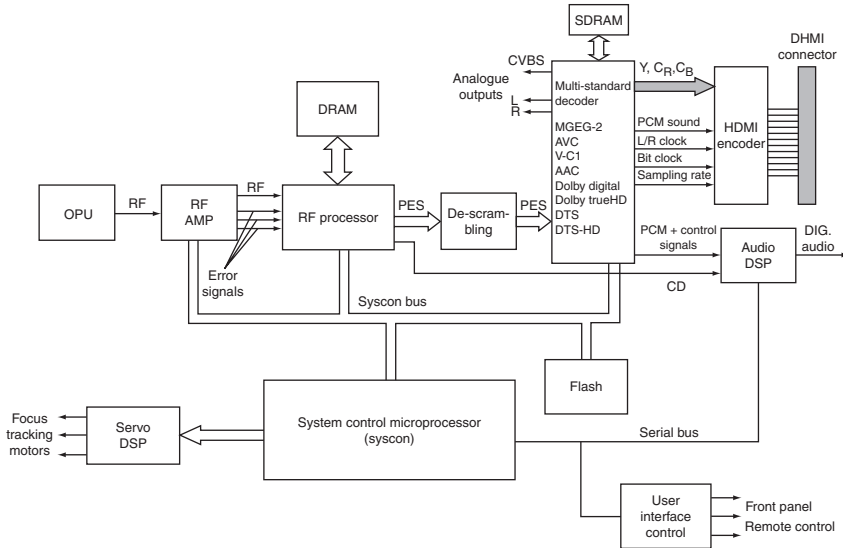 SDRAM
DHMI
connector
CVBS
Analogue
outputs
L
R
Y, CR,CB
Multi-standard
decoder
MGEG-2
AVC
V-C1
AAC
Dolby digital
Dolby trueHD
DTS
DTS-HD
PCM sound
L/R clock
Bit clock
Sampling rate
HDMI
encoder
DRAM
OPU
RF
RF
AMP
RF
RF processor
PES
De-scram-
bling
PES
Error
signals
PCM + control
signals
Audio
DSP
DIG.
audio
CD
Syscon bus
Flash
Focus
tracking
motors
Servo
DSP
System control microprocessor
(syscon)
Serial bus
User
interface
control
Front panel
Remote control